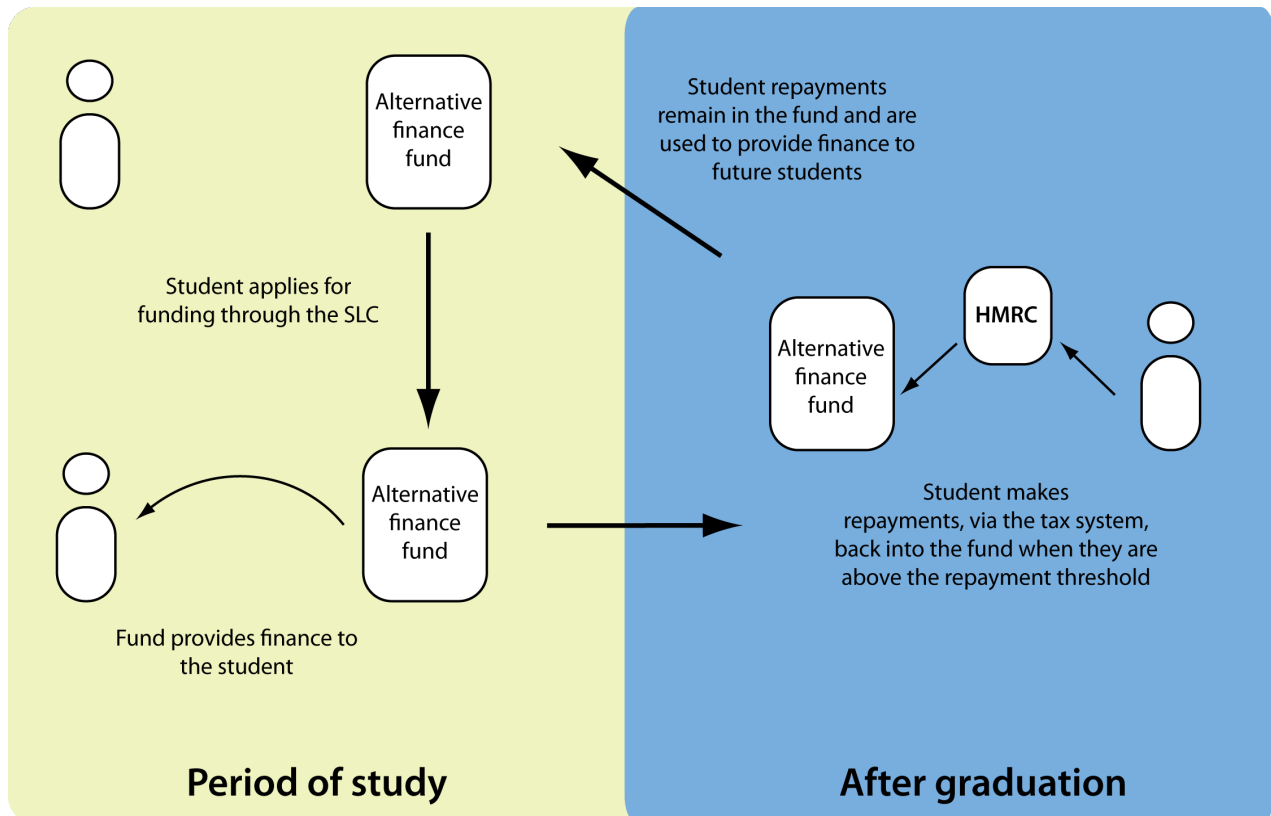 Alternative
finance
fund
Student applies for
funding through the SLC
Alternative
finance
fund
Fund provides finance to
the student
Period of study
Student repayments
remain in the fund and are
used to provide finance to
future students
HMRC
Alternative
finance
fund
Student makes
repayments, via the tax system,
back into the fund when they are
above the repayment threshold
After graduation